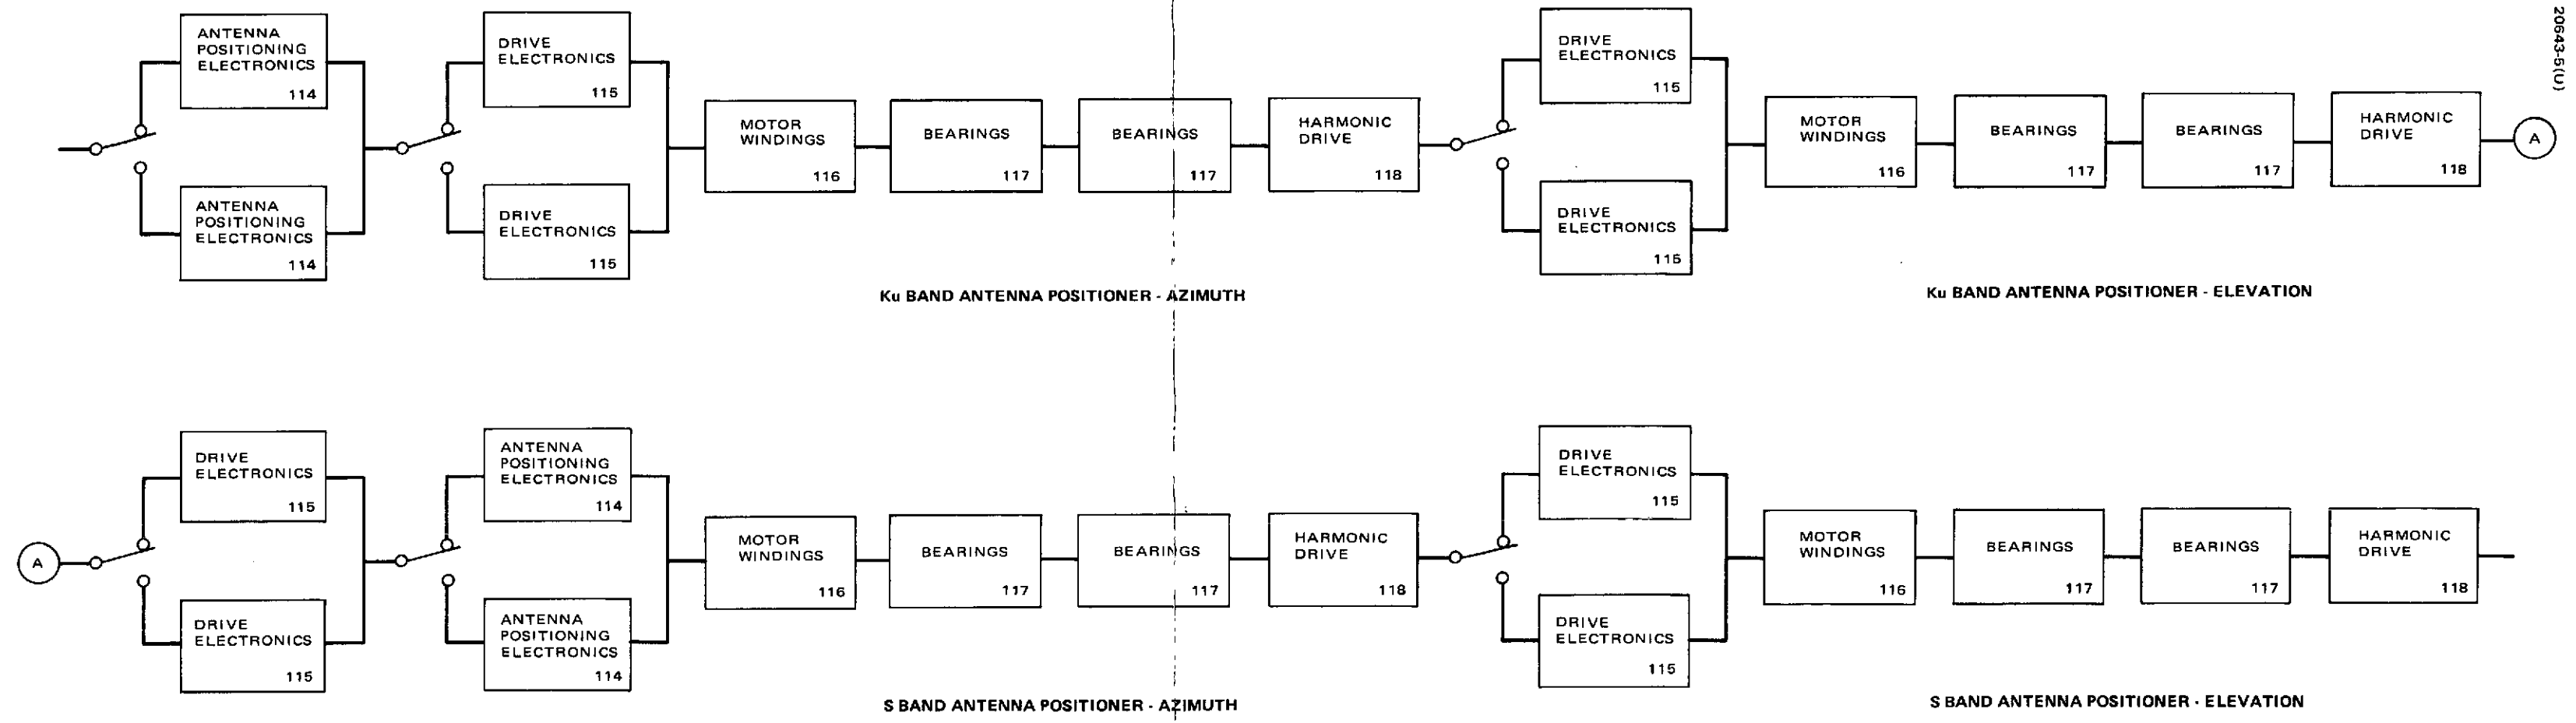 20643-5(U)
ANTENNA
POSITIONING
ELECTRONICS
114
ANTENNA
POSITIONING
ELECTRONICS
114
DRIVE
ELECTRONICS
115
DRIVE
ELECTRONICS
115
MOTOR
WINDINGS
116
BEARINGS
117
BEARINGS
117
HARMONIC
DRIVE
118
Ku BAND ANTENNA POSITIONER - AZIMUTH
DRIVE
ELECTRONICS
115
DRIVE
ELECTRONICS
115
MOTOR
WINDINGS
116
BEARINGS
117
BEARINGS
117
HARMONIC
DRIVE
118
A
Ku BAND ANTENNA POSITIONER - ELEVATION
A
DRIVE
ELECTRONICS
115
DRIVE
ELECTRONICS
115
ANTENNA
POSITIONING
ELECTRONICS
114
ANTENNA
POSITIONING
ELECTRONICS
114
MOTOR
WINDINGS
116
BEARINGS
117
BEARINGS
117
HARMONIC
DRIVE
118
S BAND ANTENNA POSITIONER - AZIMUTH
DRIVE
ELECTRONICS
115
DRIVE
ELECTRONICS
115
MOTOR
WINDINGS
116
BEARINGS
117
BEARINGS
117
HARMONIC
DRIVE
118
S BAND ANTENNA POSITIONER - ELEVATION